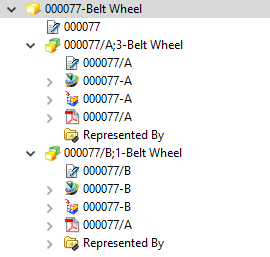 000077-Belt Wheel
000077
000077/A;3-Belt Wheel
000077/A
000077-A
000077-A
000077/A
Represented By
000077/B;1-Belt Wheel
000077/B
000077-B
000077-B
000077/A
Represented By